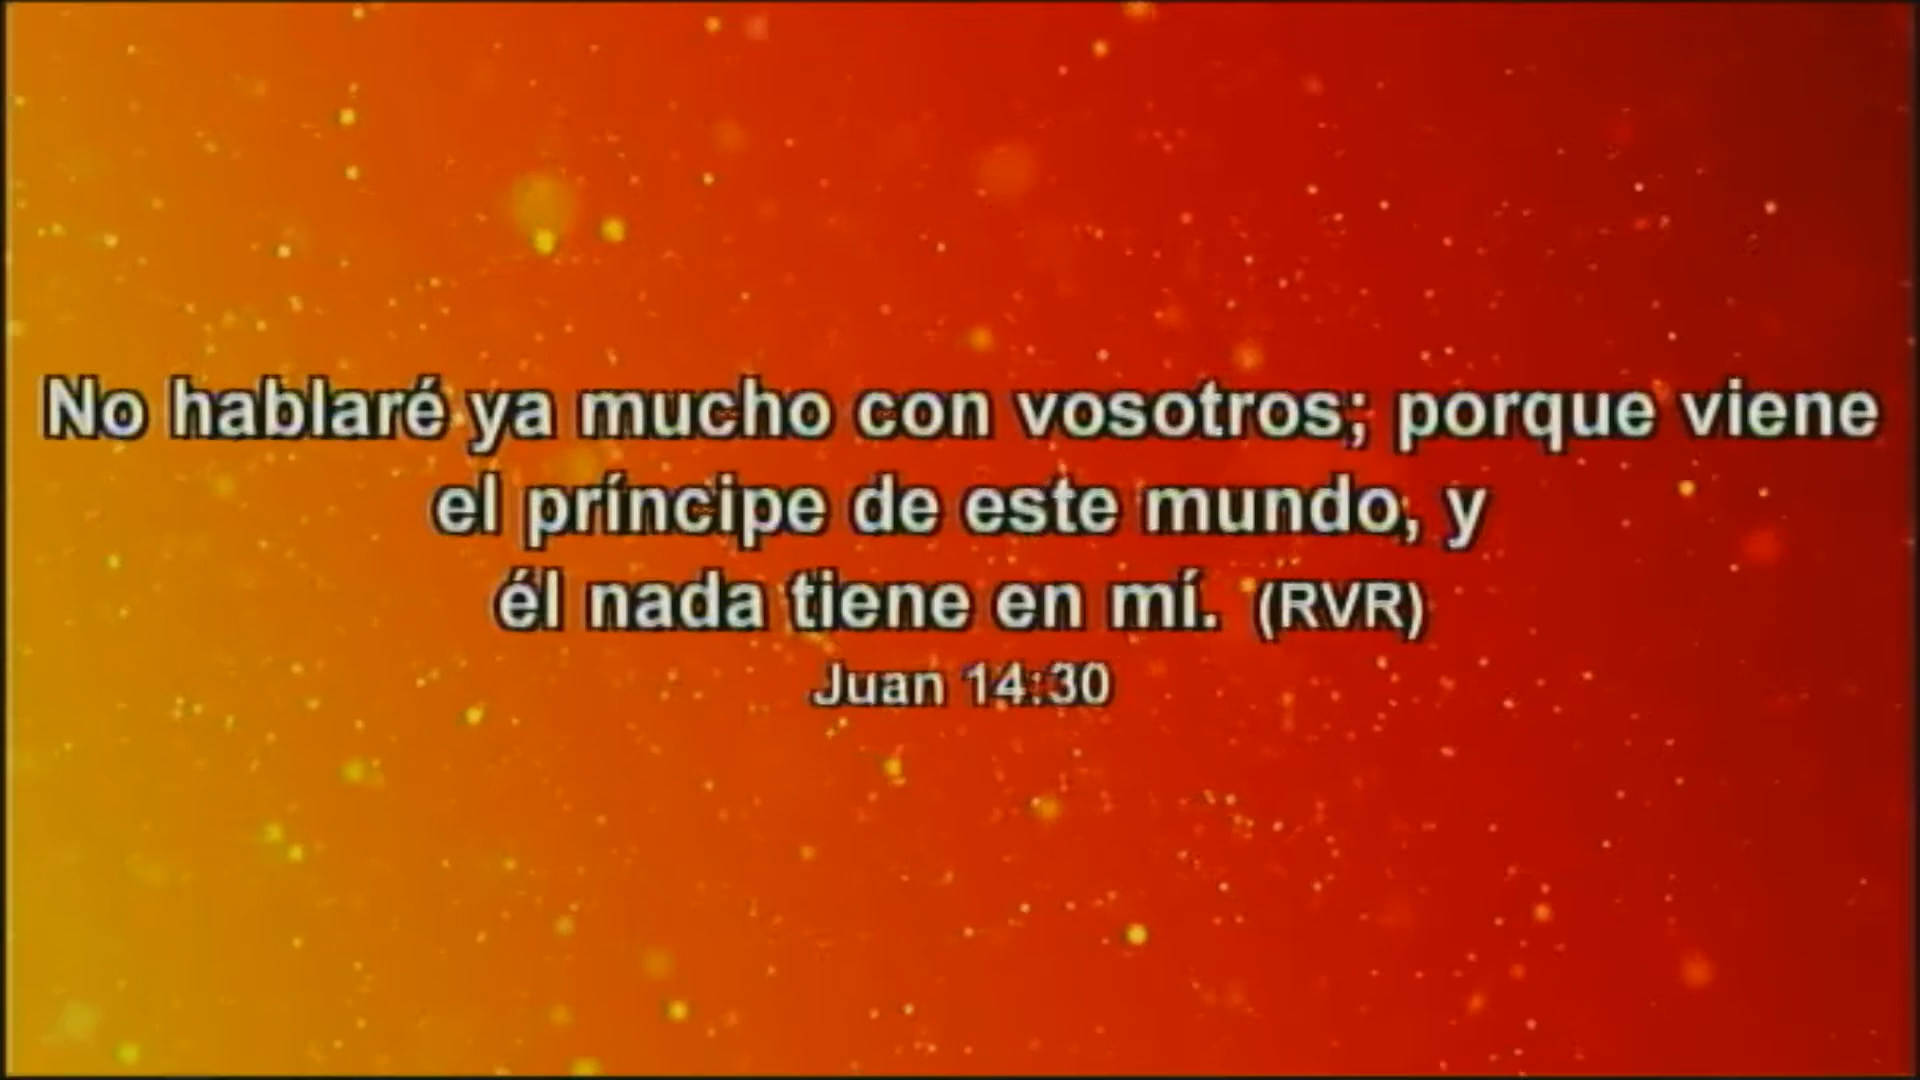 No hablaré ya mucho con vosotros; porque viene
el príncipe de este mundo, y
él nada tiene en mí. (RVR)
Juan 14:30